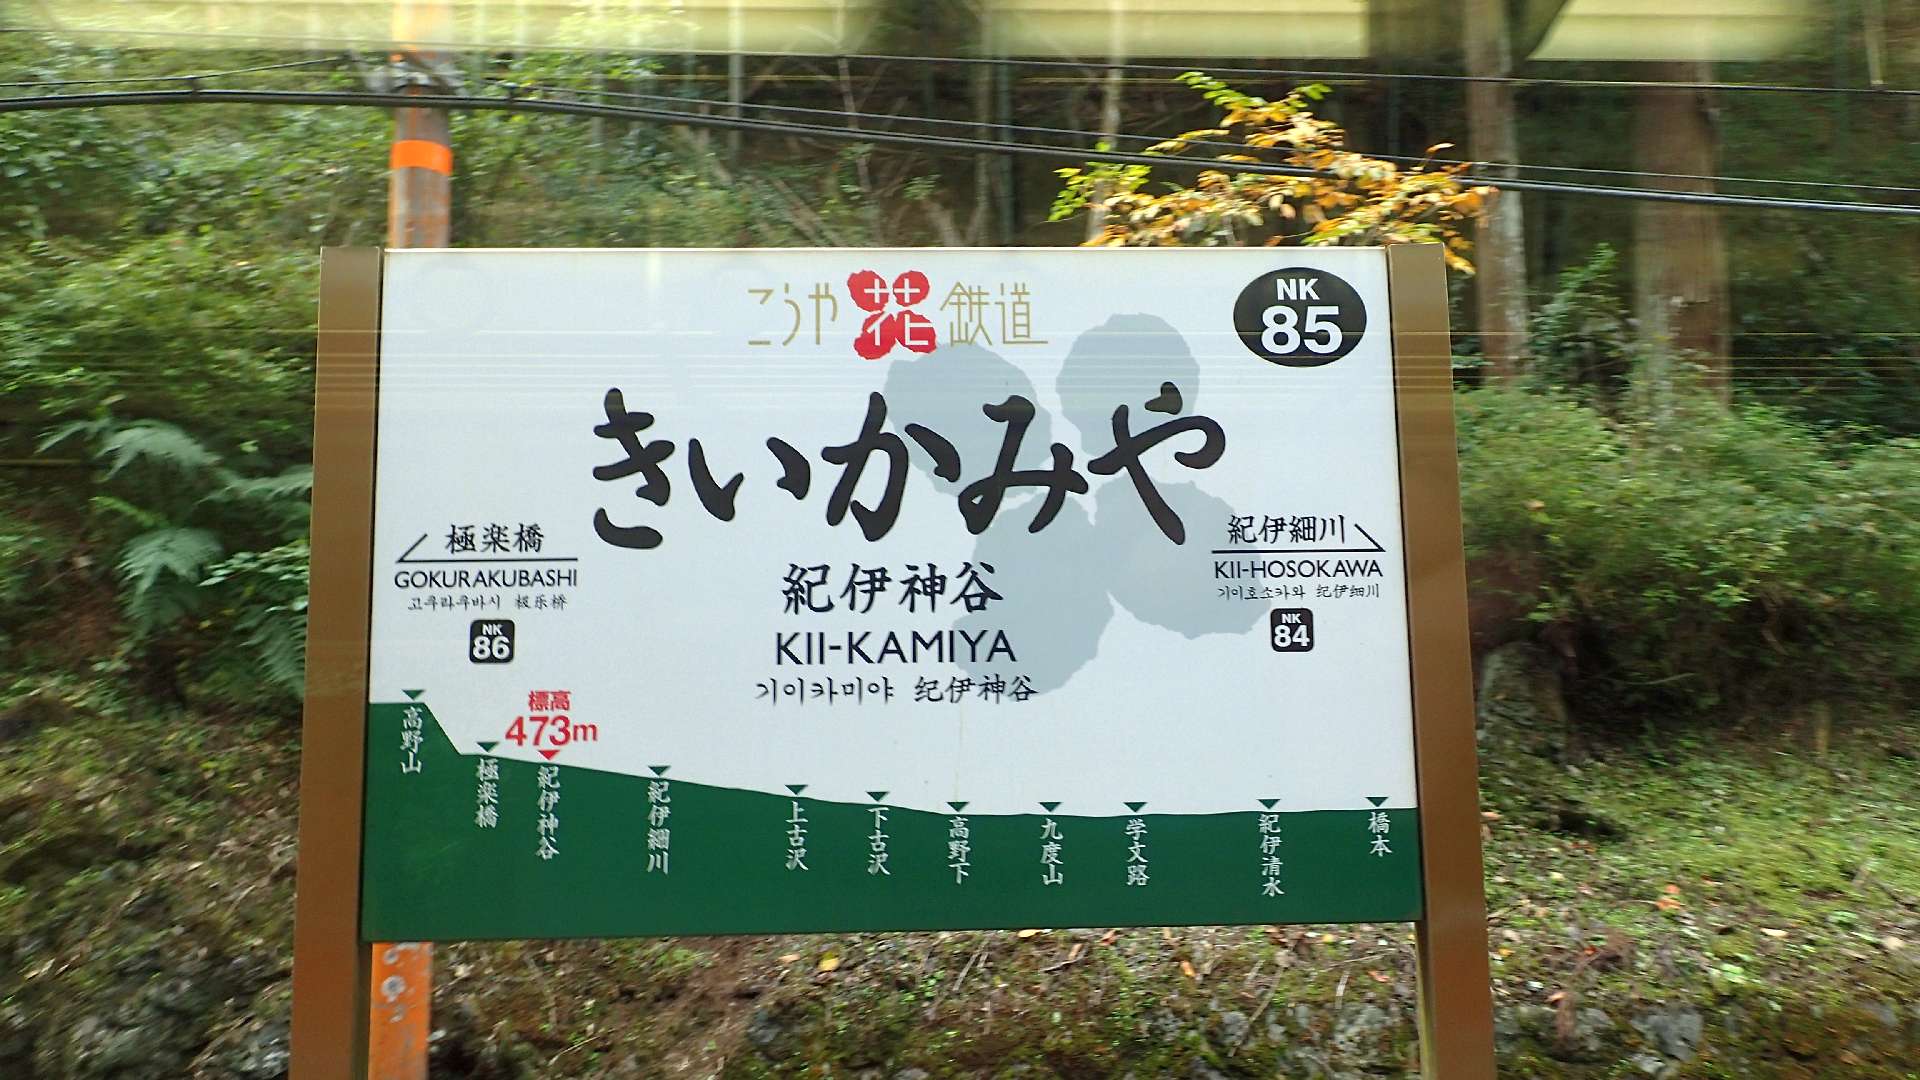 こうや花鉄道
NK
85
きいかみや
紀伊神谷
KII-KAMIYA
기이카미야 纪伊神谷
極楽橋
GOKURAKUBASHI
고쿠라쿠바시 极乐桥
NK
86
紀伊細川
KII-HOSOKAWA
기이호소카와 纪伊细川
NK
84
標高
473m
高野山
極楽橋
紀伊神谷
紀伊細川
上古沢
下古沢
高野下
九度山
学文路
紀伊清水
橋本